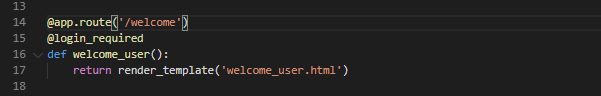 13
14 @app.route('/welcome')
15 @login_required
16 def welcome_user():
17     return render_template('welcome_user.html')
18